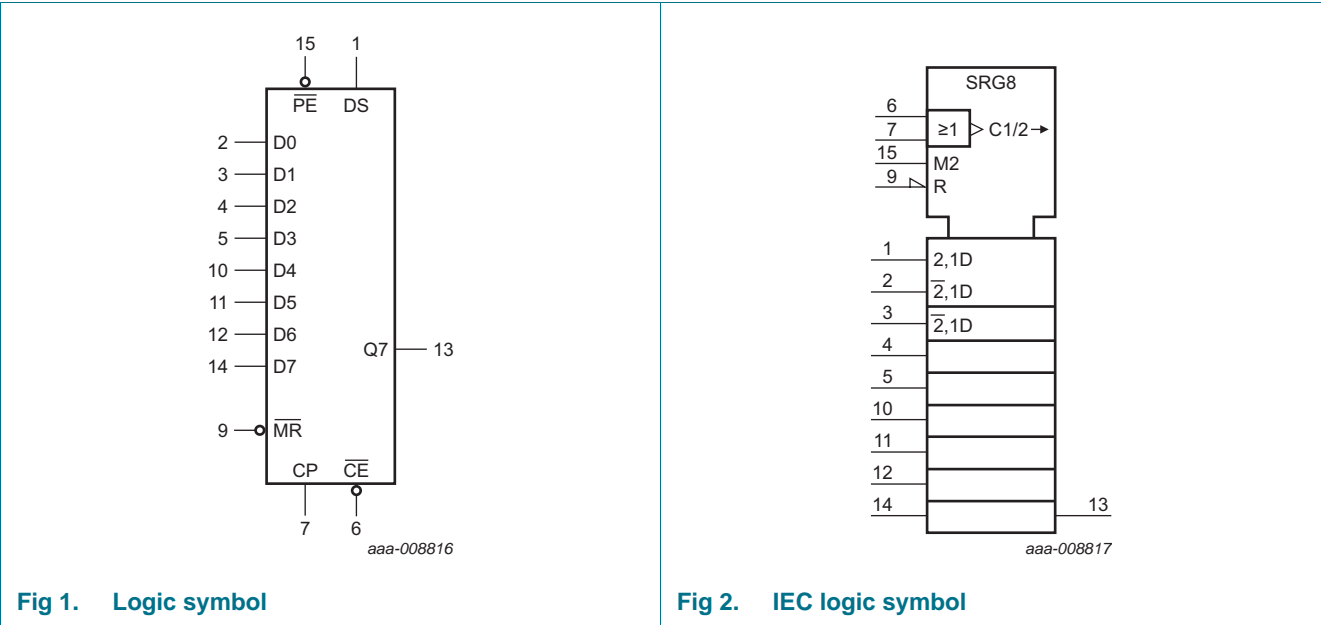 15 1
P̅E̅ DS
2 D0
3 D1
4 D2
5 D3
10 D4
11 D5
12 D6
14 D7
Q7 13
9 M̅R̅
CP C̅E̅
7 6
aaa-008816
Fig 1. Logic symbol
SRG8
6
7 ≥1 C1/2
15 M2
9 R
1 2,1D
2 2̅,1D
3 2̅,1D
4
5
10
11
12
14 13
aaa-008817
Fig 2. IEC logic symbol